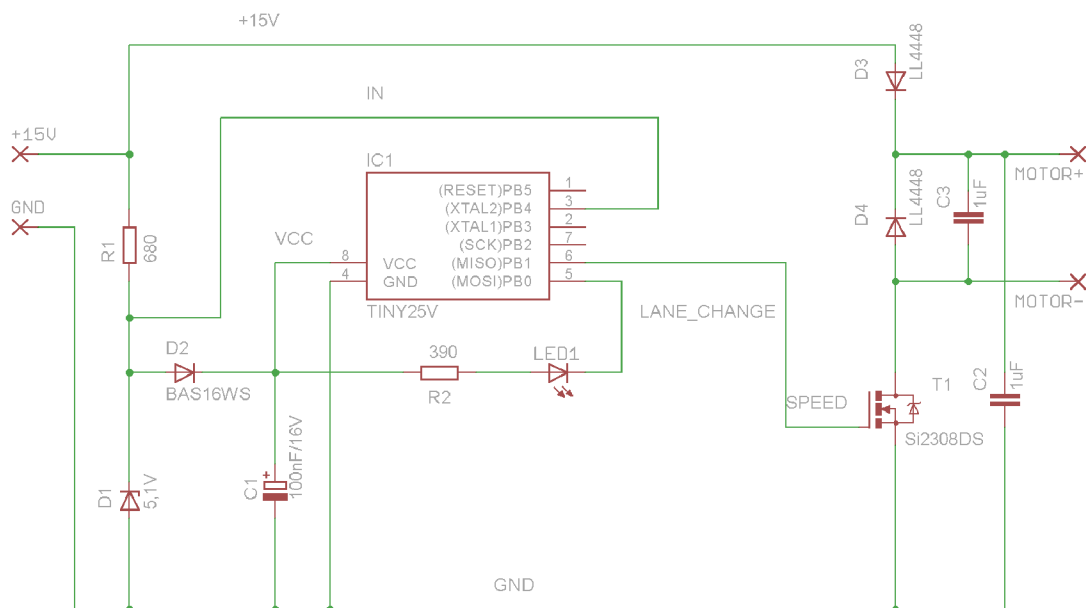 +15V
D3
LL4448
IN
+15V
IC1
MOTOR+
(RESET)PB5
1
(XTAL2)PB4
3
GND
(XTAL1)PB3
2
C3
1uF
D4
LL4448
VCC
(SCK)PB2
7
R1
680
8
VCC
(MISO)PB1
6
4
GND
(MOSI)PB0
5
MOTOR-
TINY25V
LANE_CHANGE
D2
390
LED1
BAS16WS
R2
SPEED
T1
C2
1uF
Si2308DS
D1
5,1V
C1
+
100nF/16V
GND